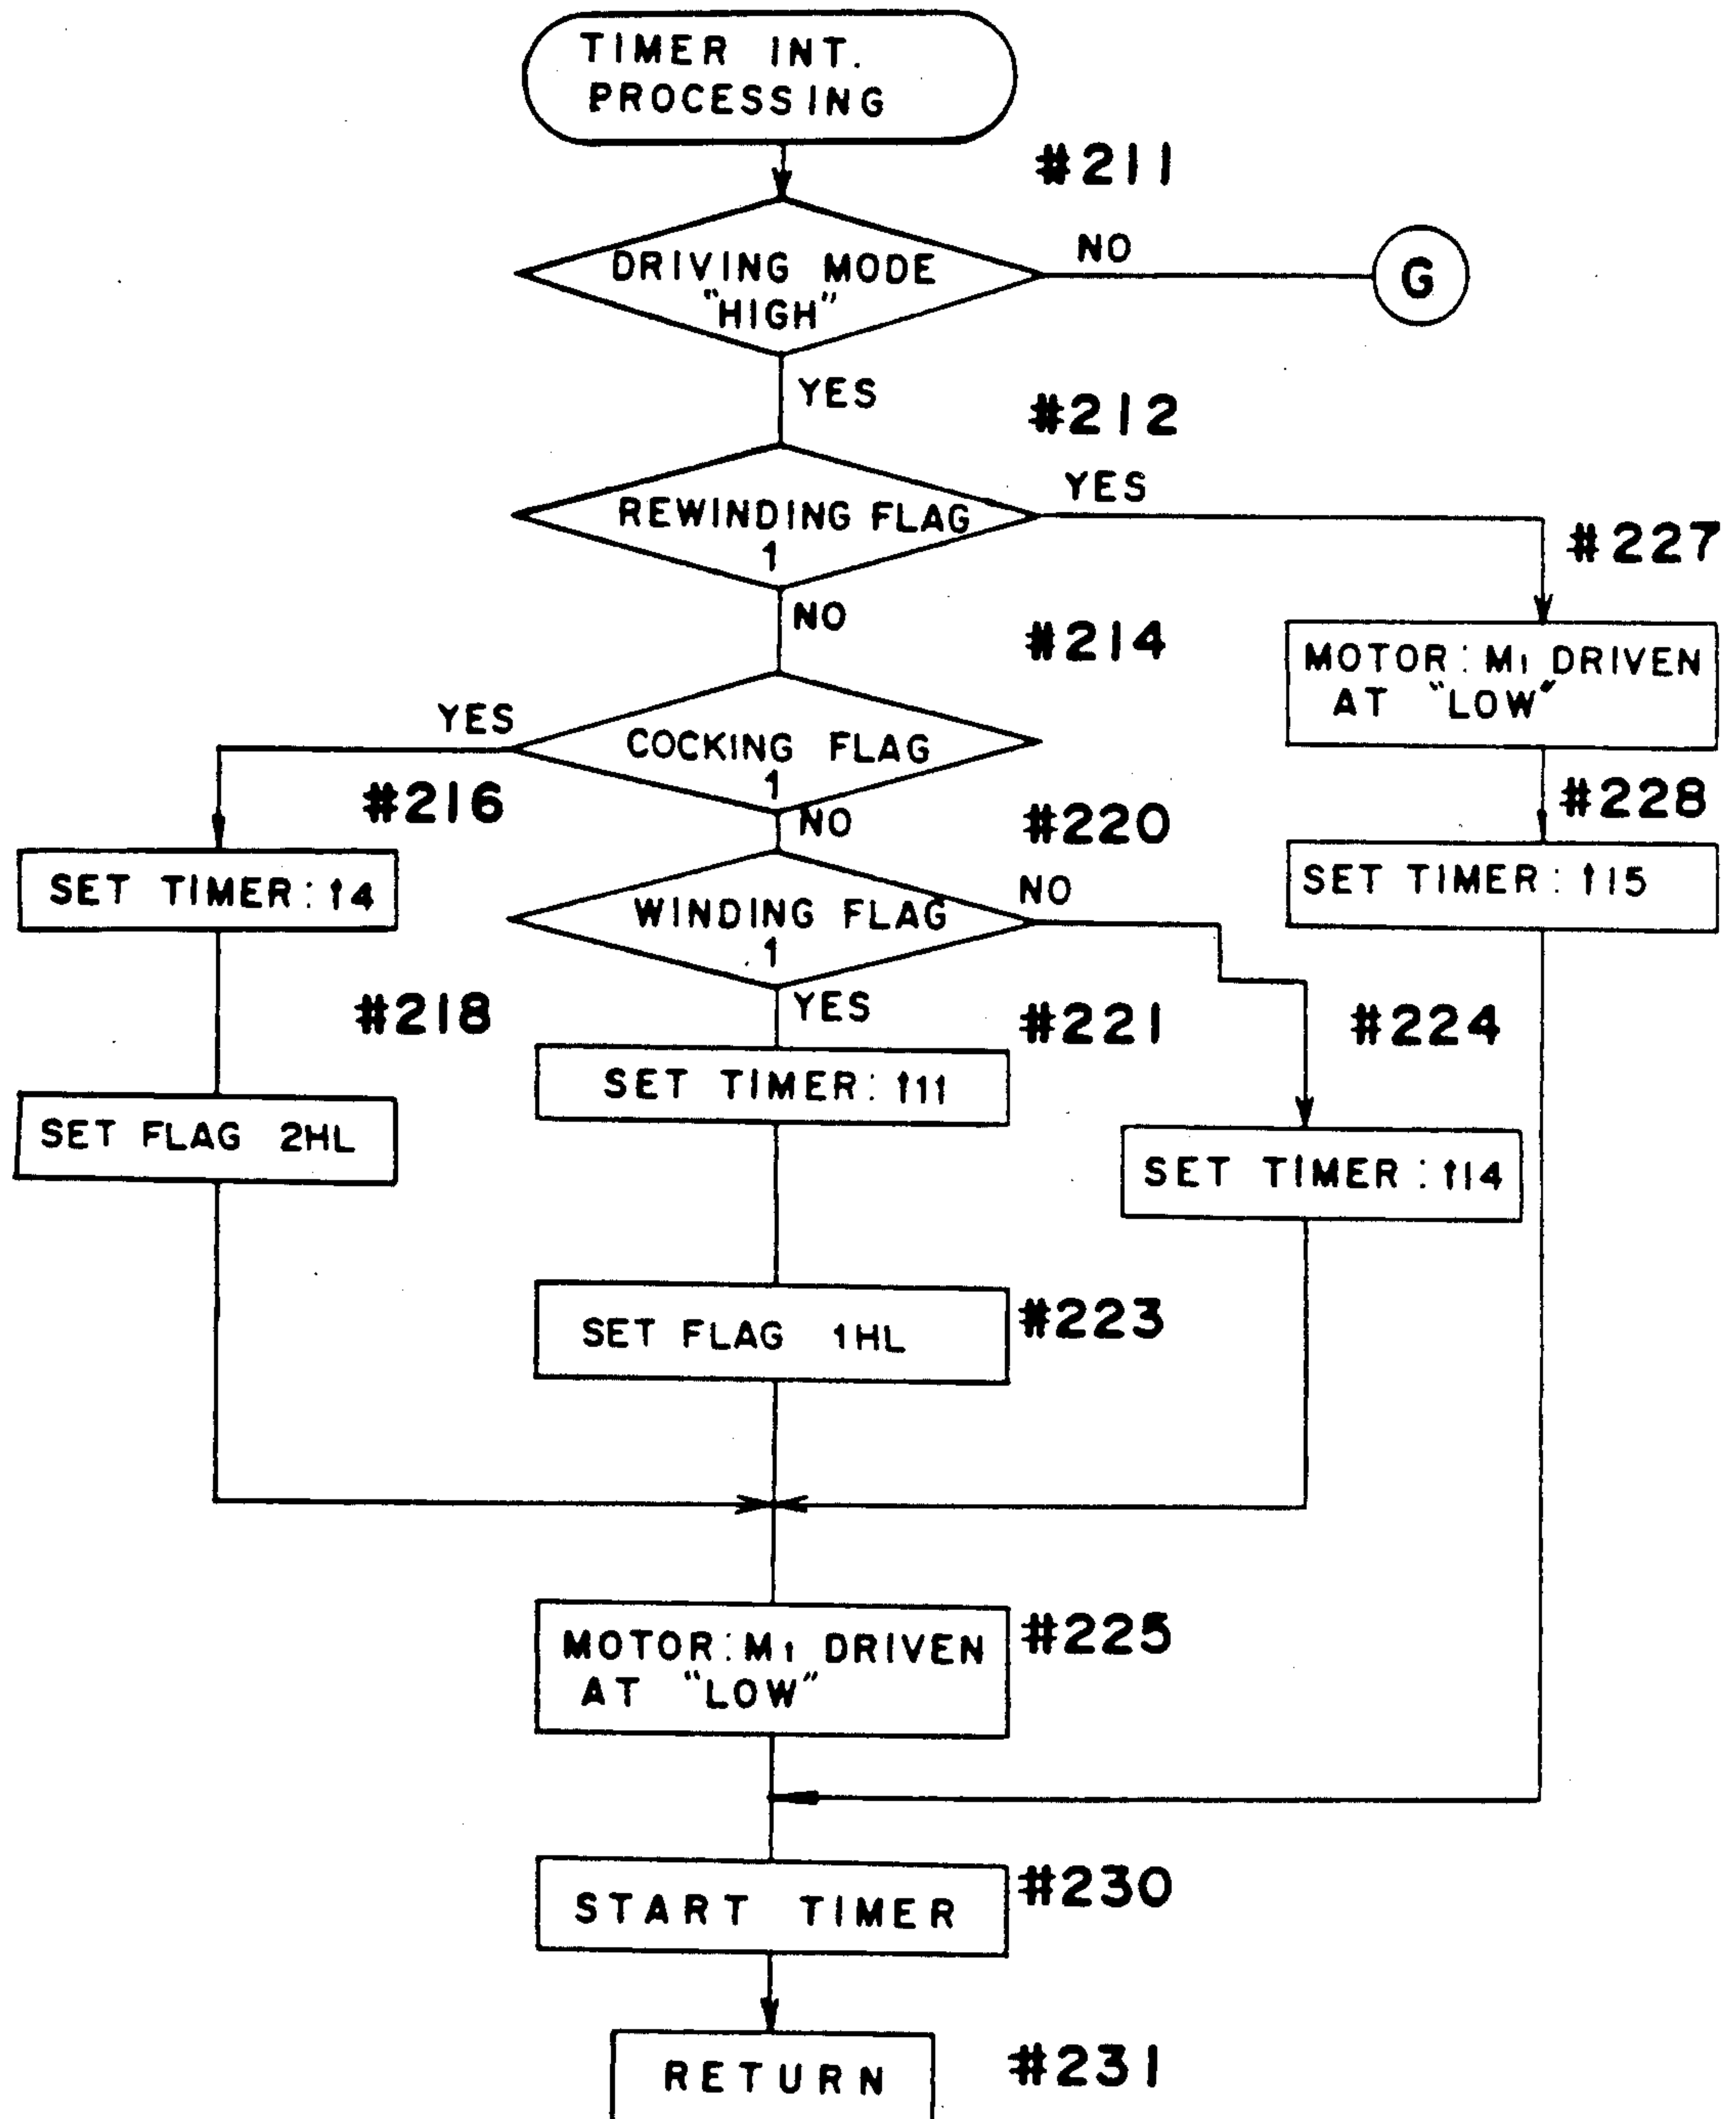 TIMER INT.
PROCESSING
#211
DRIVING MODE
"HIGH"
NO
G
YES
#212
REWINDING FLAG
1
YES
#227
NO
#214
MOTOR: M1 DRIVEN
AT "LOW"
YES
COCKING FLAG
1
#216
NO
#220
#228
SET TIMER: t4
WINDING FLAG
1
NO
SET TIMER: t15
#218
YES
#221
#224
SET TIMER: t11
SET FLAG 2HL
SET TIMER: t14
SET FLAG 1HL
#223
MOTOR: M1 DRIVEN
AT "LOW"
#225
START TIMER
#230
RETURN
#231